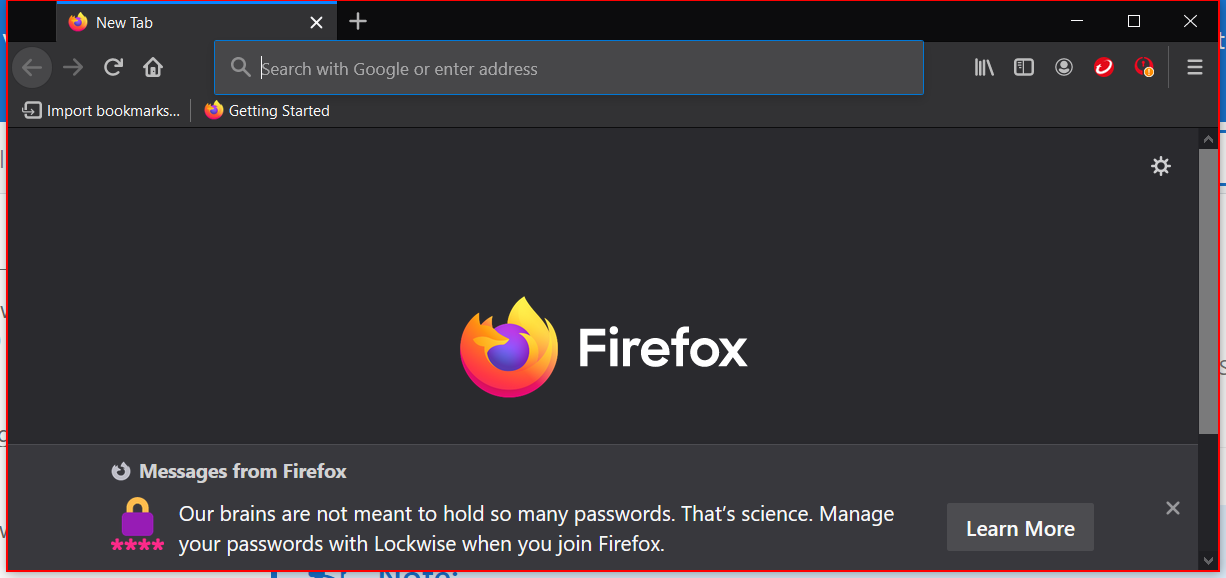 New Tab
Search with Google or enter address
Import bookmarks...
Getting Started
Firefox
Messages from Firefox
Our brains are not meant to hold so many passwords. That's science. Manage
your passwords with Lockwise when you join Firefox.
Learn More
Note: